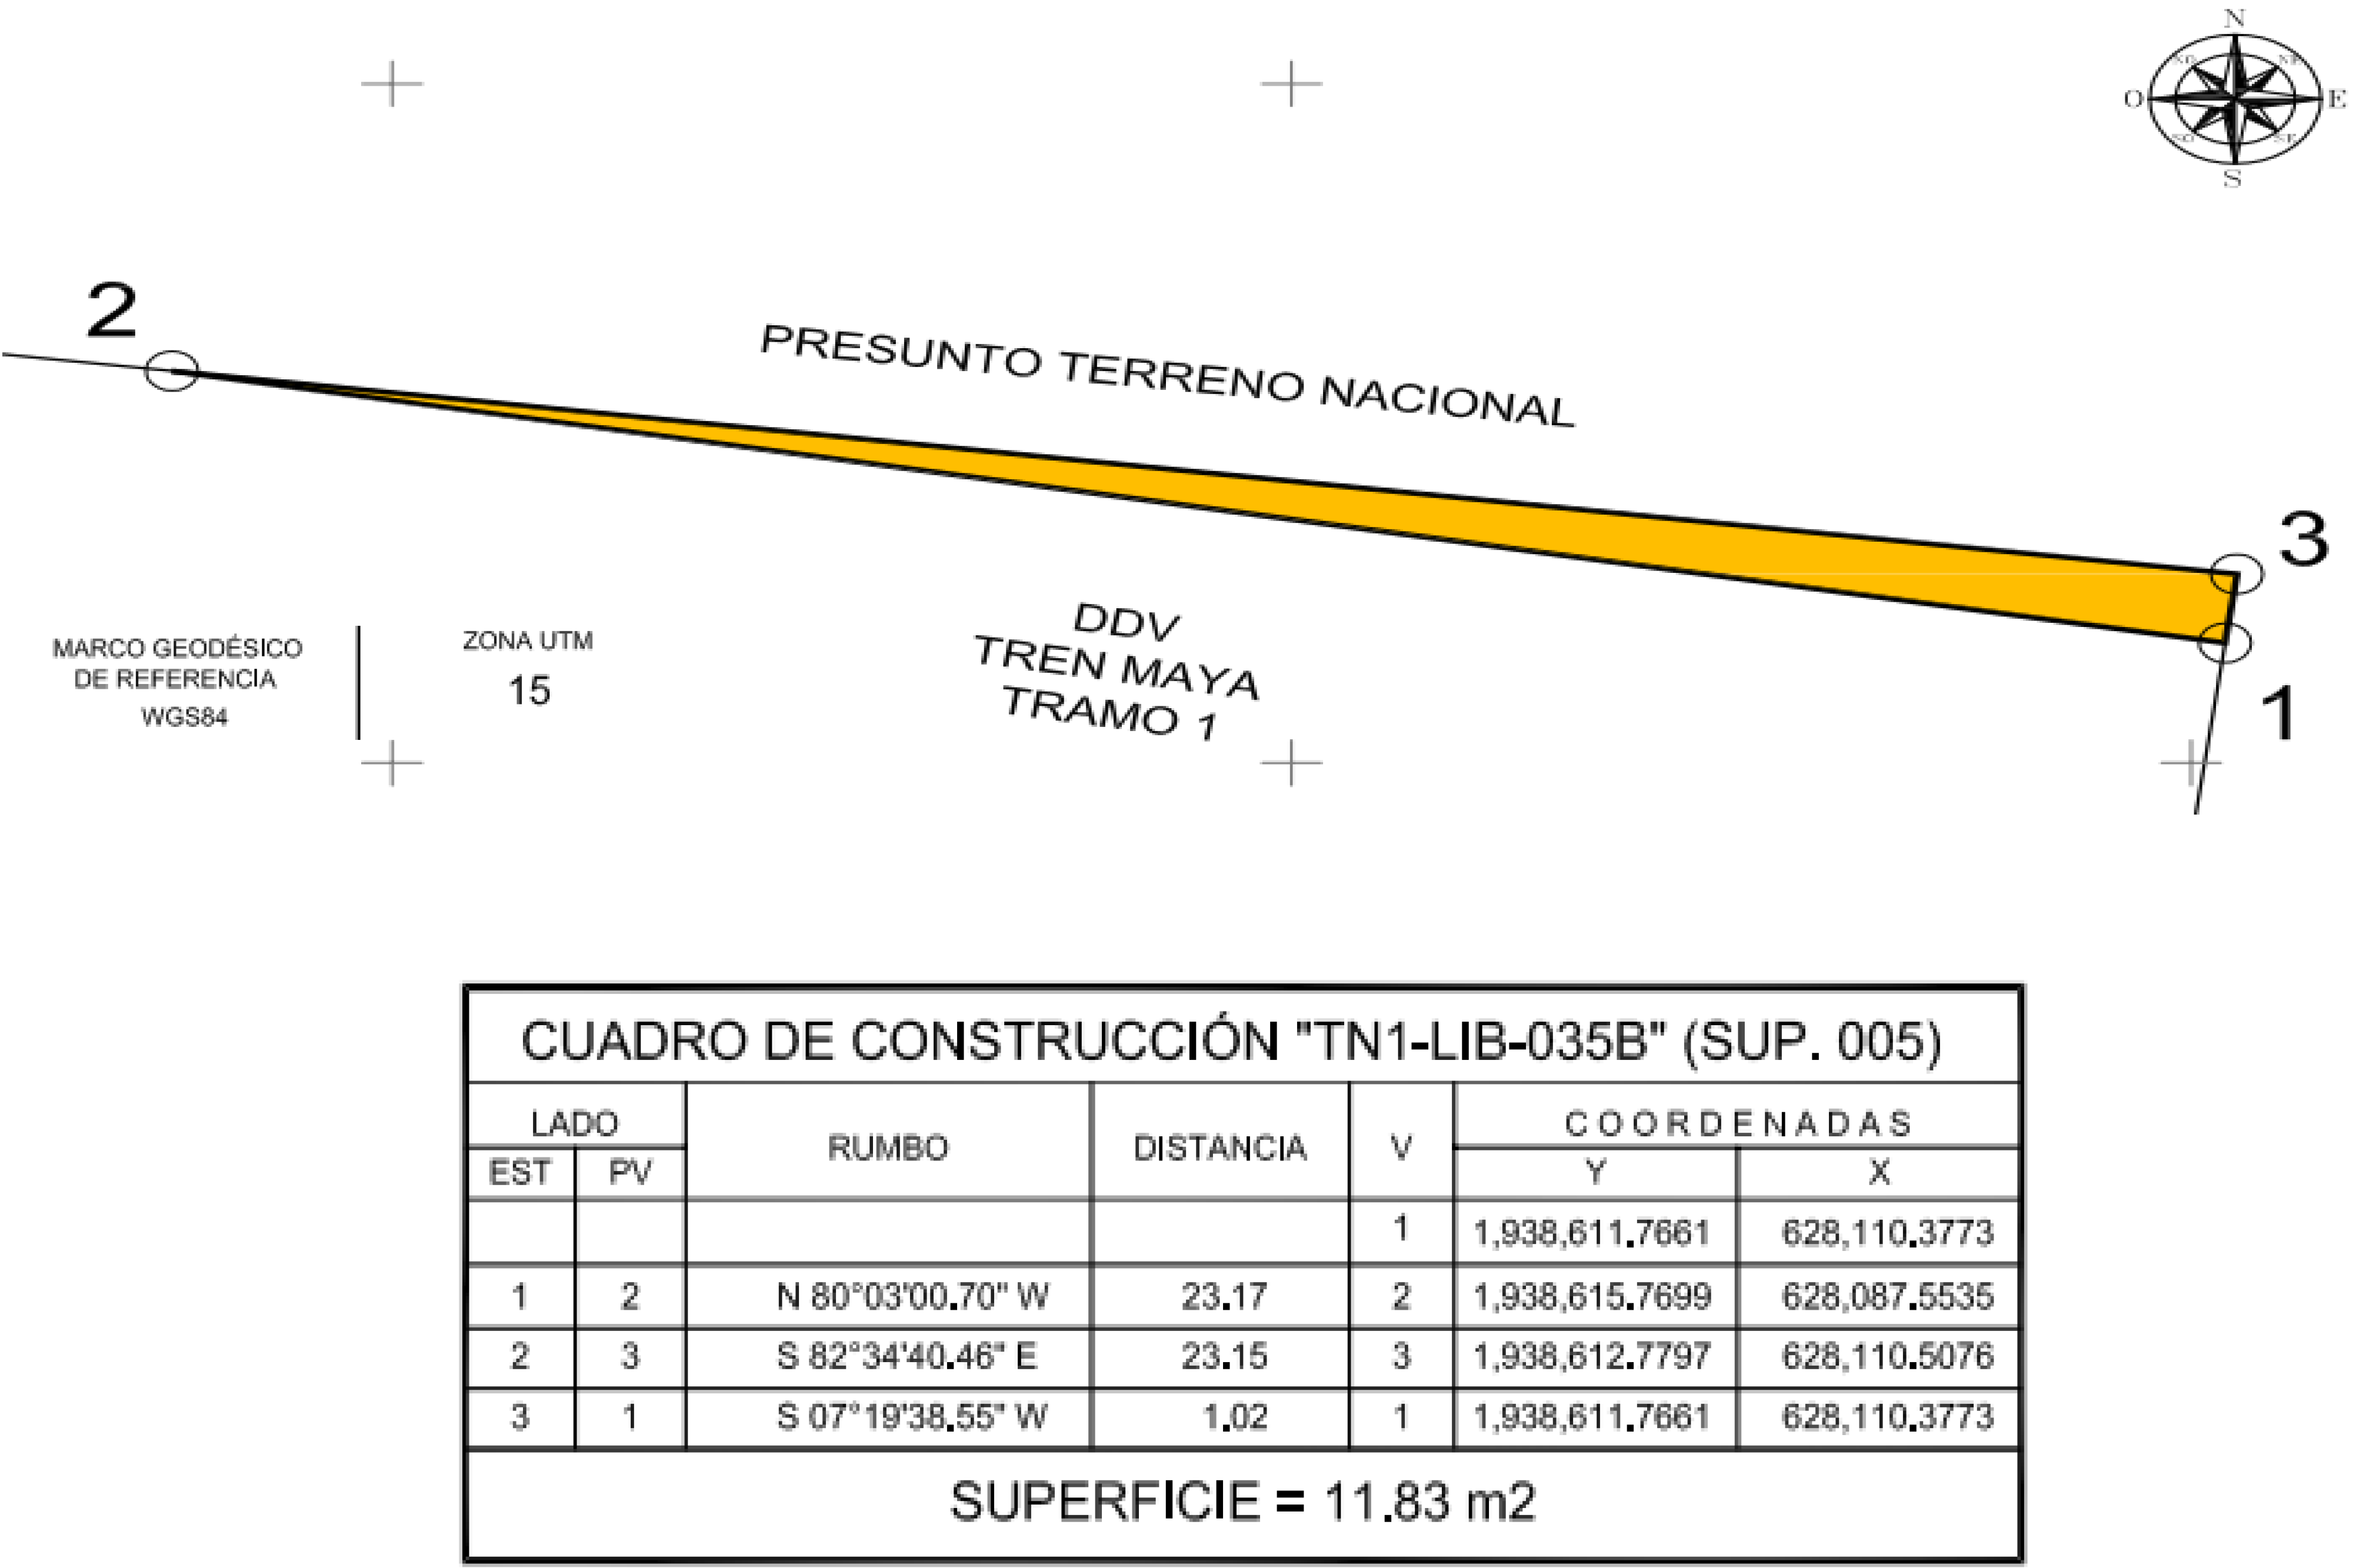 N
NO
NE
O
E
SO
SE
S
2
PRESUNTO TERRENO NACIONAL
3
MARCO GEODÉSICO
DE REFERENCIA
WGS84
ZONA UTM
15
DDV
TREN MAYA
TRAMO 1
1
CUADRO DE CONSTRUCCIÓN "TN1-LIB-035B" (SUP. 005)
LADO RUMBO DISTANCIA V COORDENADAS
EST PV Y X
1 1,938,611.7661 628,110.3773
1 2 N 80°03'00.70" W 23.17 2 1,938,615.7699 628,087.5535
2 3 S 82°34'40.46" E 23.15 3 1,938,612.7797 628,110.5076
3 1 S 07°19'38.55" W 1.02 1 1,938,611.7661 628,110.3773
SUPERFICIE = 11.83 m2